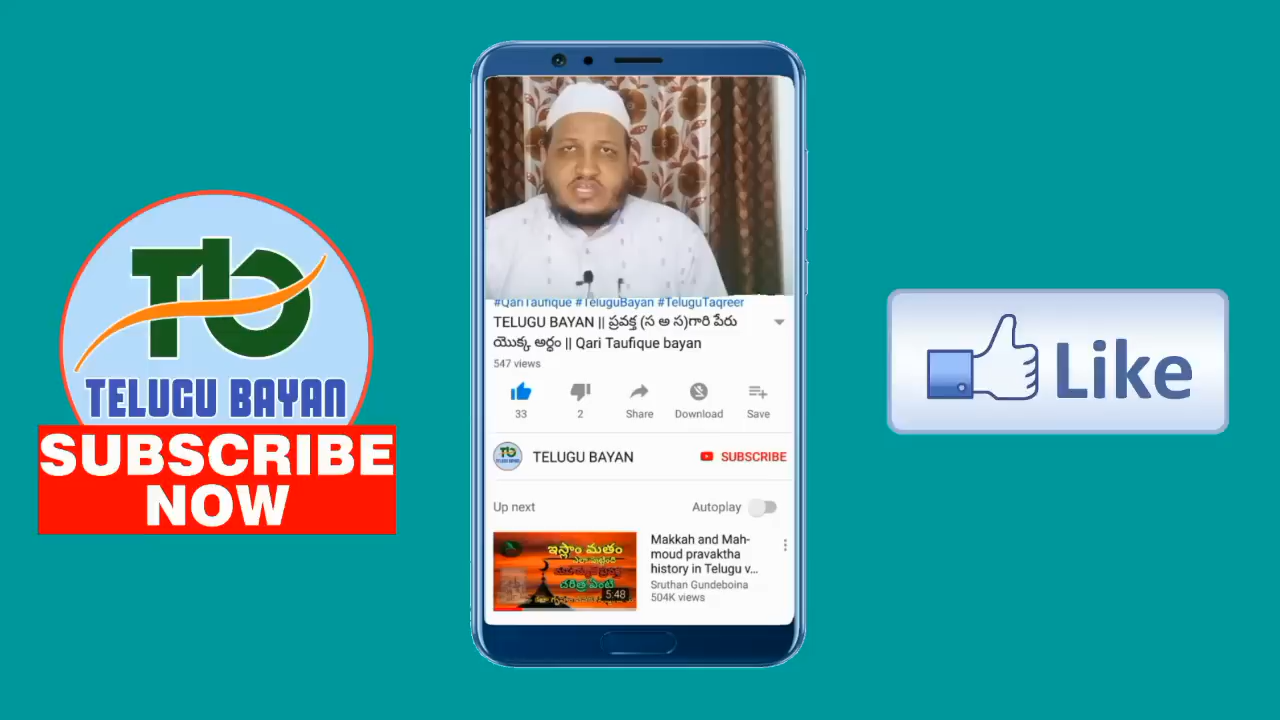 TELUGU BAYAN
SUBSCRIBE
NOW
#QariTaufique #TeluguBayan #TeluguTaqreer
TELUGU BAYAN || ప్రవక్త (స అ స)గారి పేరు
యొక్క అర్థం || Qari Taufique bayan
547 views
33
2
Share
Download
Save
TELUGU BAYAN
SUBSCRIBE
Up next
Autoplay
ఇస్లాం మతం
5:48
Makkah and Mah-
moud pravaktha
history in Telugu v...
Sruthan Gundeboina
504K views
Like